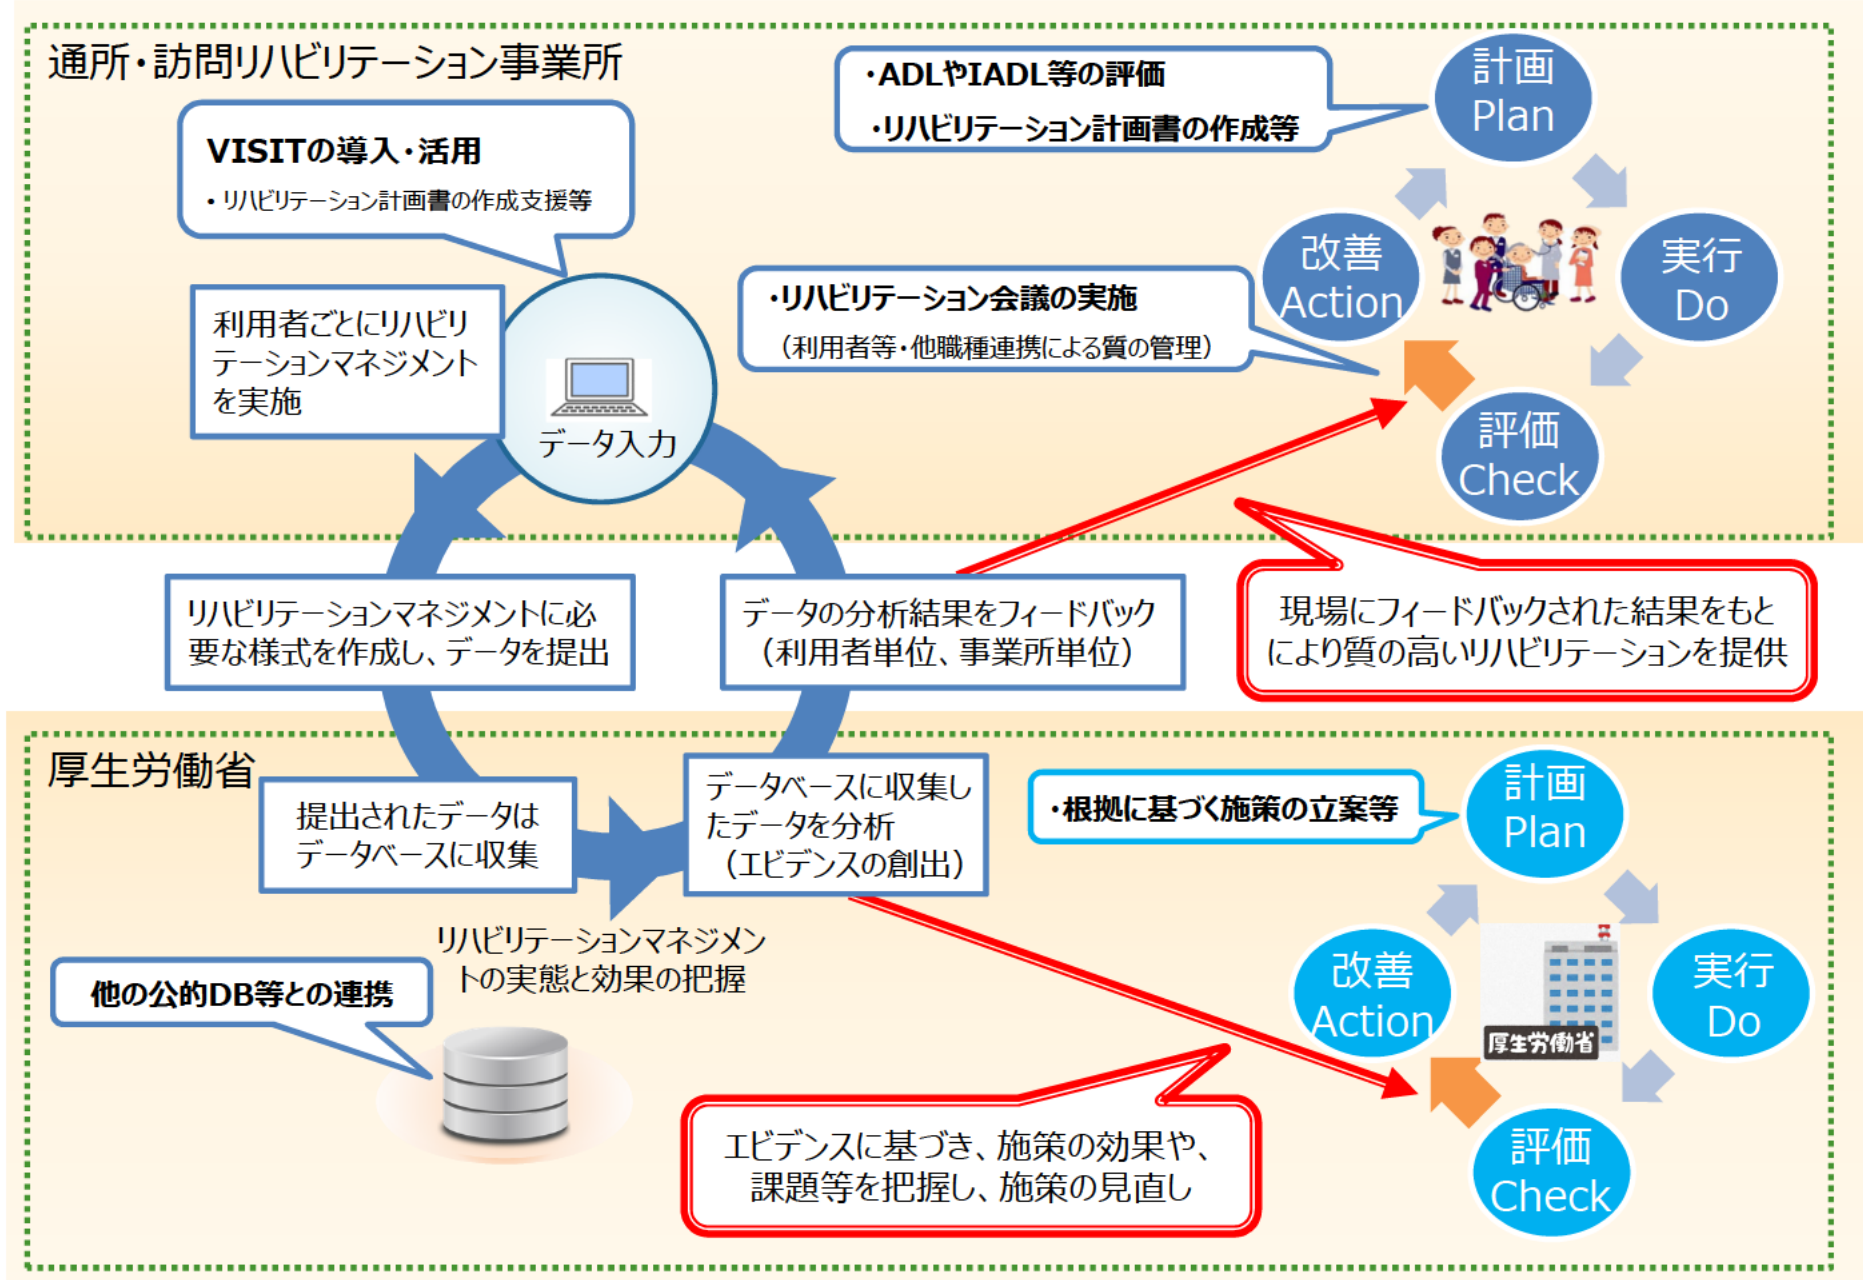 通所・訪問リハビリテーション事業所
・ADLやIADL等の評価
・リハビリテーション計画書の作成等
計画
Plan
VISITの導入・活用
・リハビリテーション計画書の作成支援等
改善
Action
実行
Do
・リハビリテーション会議の実施
（利用者等・他職種連携による質の管理）
利用者ごとにリハビリ
テーションマネジメント
を実施
データ入力
評価
Check
リハビリテーションマネジメントに必
要な様式を作成し、データを提出
データの分析結果をフィードバック
（利用者単位、事業所単位）
現場にフィードバックされた結果をもと
により質の高いリハビリテーションを提供
厚生労働省
提出されたデータは
データベースに収集
データベースに収集し
たデータを分析
（エビデンスの創出）
・根拠に基づく施策の立案等
計画
Plan
リハビリテーションマネジメン
トの実態と効果の把握
他の公的DB等との連携
改善
Action
厚生労働省
実行
Do
エビデンスに基づき、施策の効果や、
課題等を把握し、施策の見直し
評価
Check